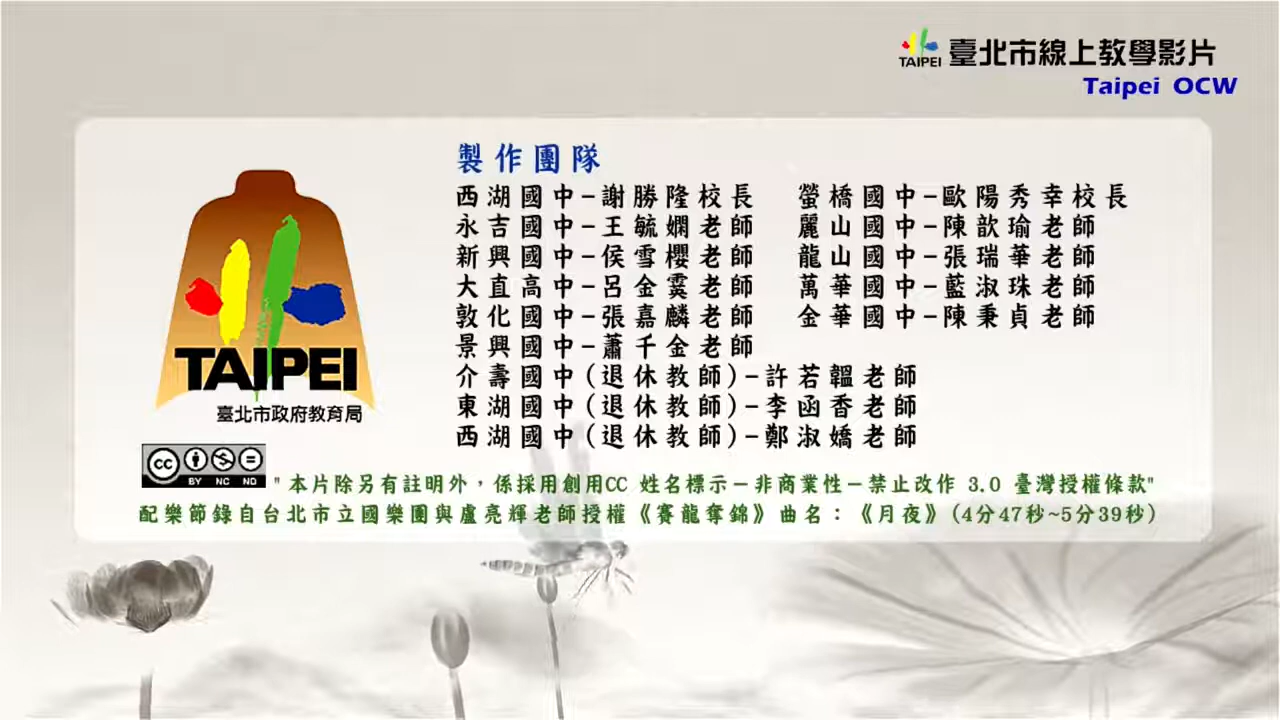 TAIPEI 臺北市線上教學影片
Taipei OCW
製作團隊
西湖國中-謝勝隆校長 螢橋國中-歐陽秀幸校長
永吉國中-王毓嫻老師 麗山國中-陳歆瑜老師
新興國中-侯雪櫻老師 龍山國中-張瑞華老師
大直高中-呂金霙老師 萬華國中-藍淑珠老師
敦化國中-張嘉麟老師 金華國中-陳秉貞老師
景興國中-蕭千金老師
介壽國中(退休教師)-許若韞老師
東湖國中(退休教師)-李函香老師
西湖國中(退休教師)-鄭淑嬌老師
TAIPEI
臺北市政府教育局
cc BY NC ND
"本片除另有註明外，係採用創用CC 姓名標示－非商業性－禁止改作 3.0 臺灣授權條款"
配樂節錄自台北市立國樂團與盧亮輝老師授權《賽龍奪錦》曲名：《月夜》(4分47秒~5分39秒)